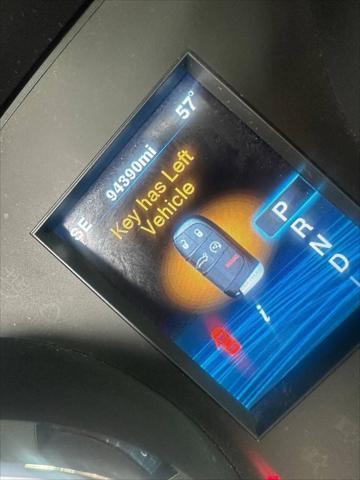 SE 94390mi 57°
Key has Left
Vehicle
P
R
N
D
i